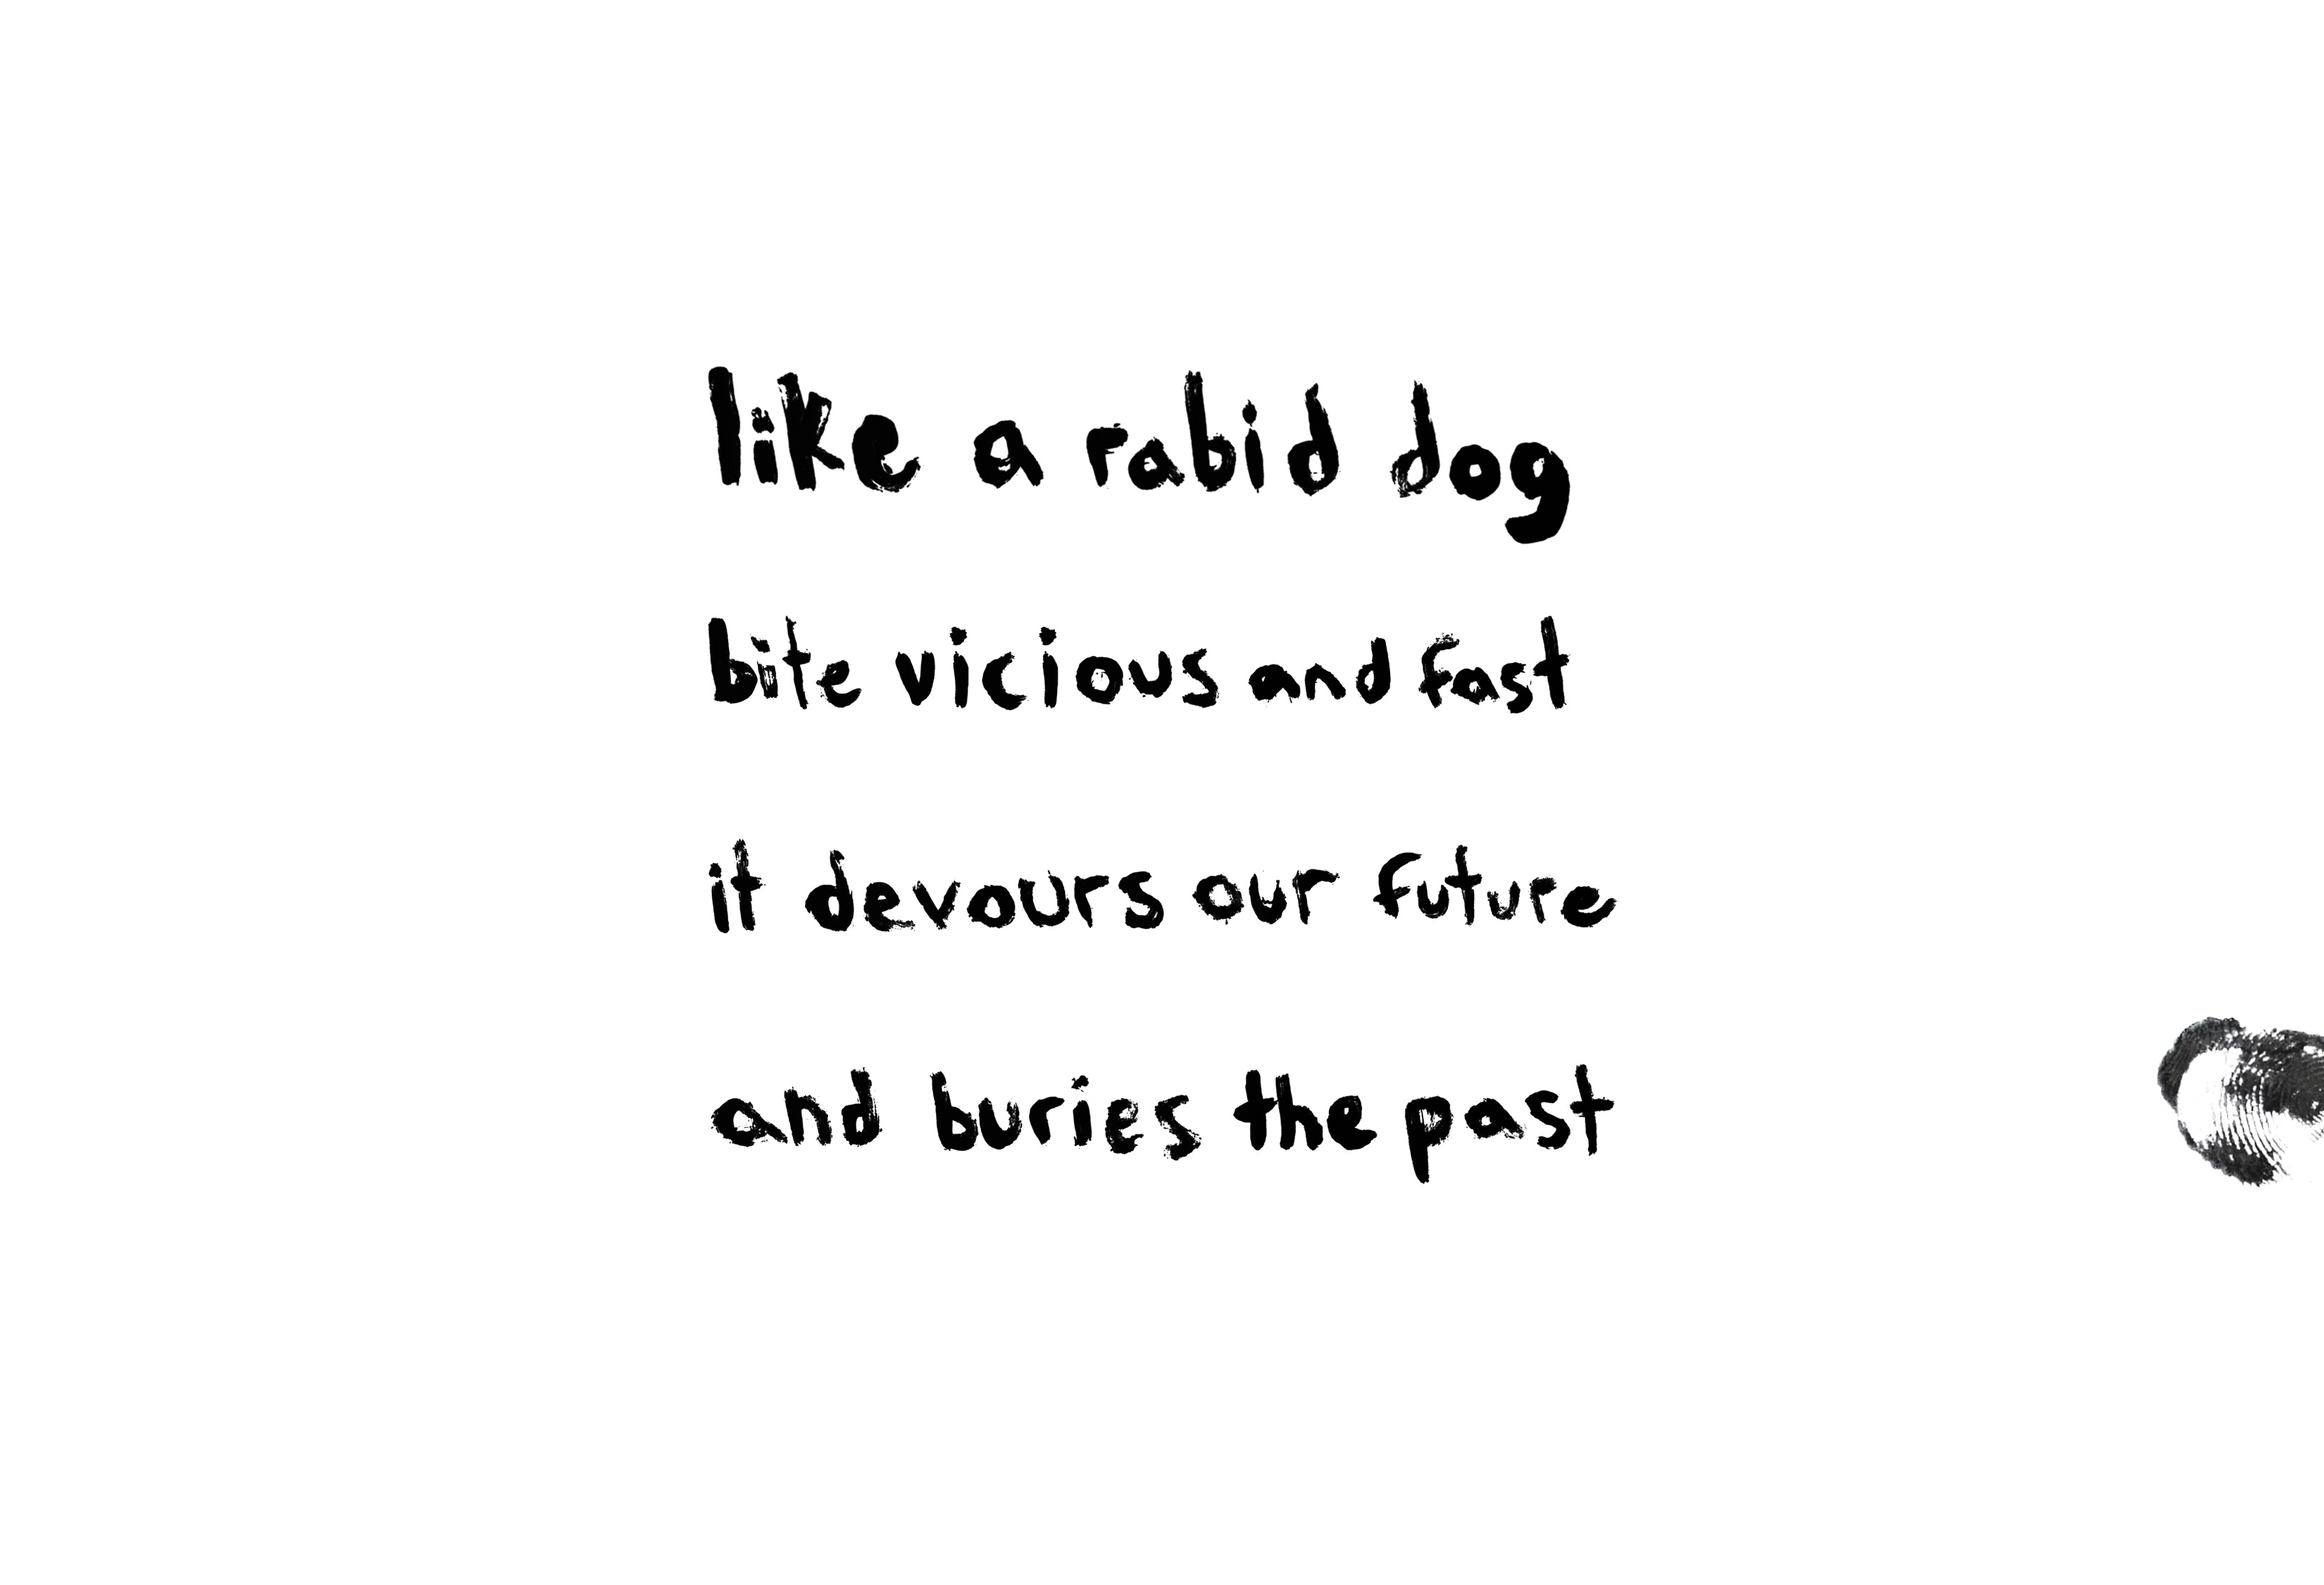 like a rabid dog
bite vicious and fast
it devours our future
and buries the past